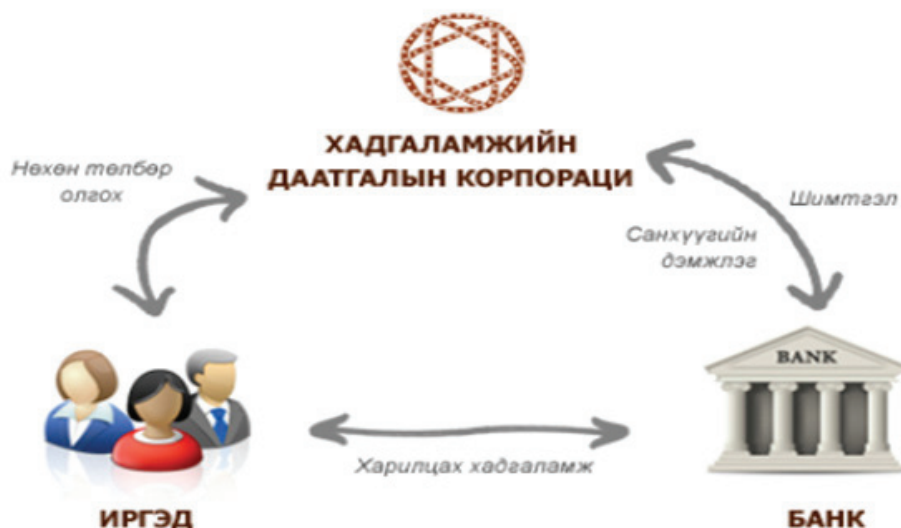 ХАДГАЛАМЖИЙН
ДААТГАЛЫН КОРПОРАЦИ
Нөхөн төлбөр
олгох
Шимтгэл
Санхүүгийн
дэмжлэг
BANK
Харилцах хадгаламж
ИРГЭД
БАНК